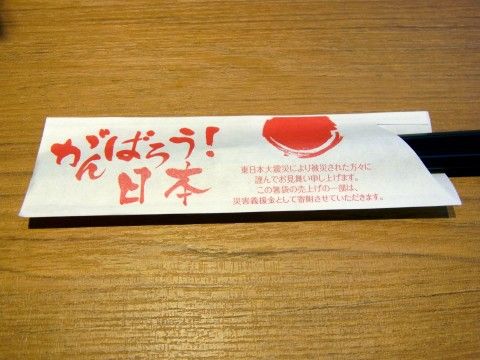 がんばろう!
日本
東日本大震災により被災された方々に
謹んでお見舞い申し上げます。
この箸袋の売上げの一部は、
災害義援金として寄附させていただきます。